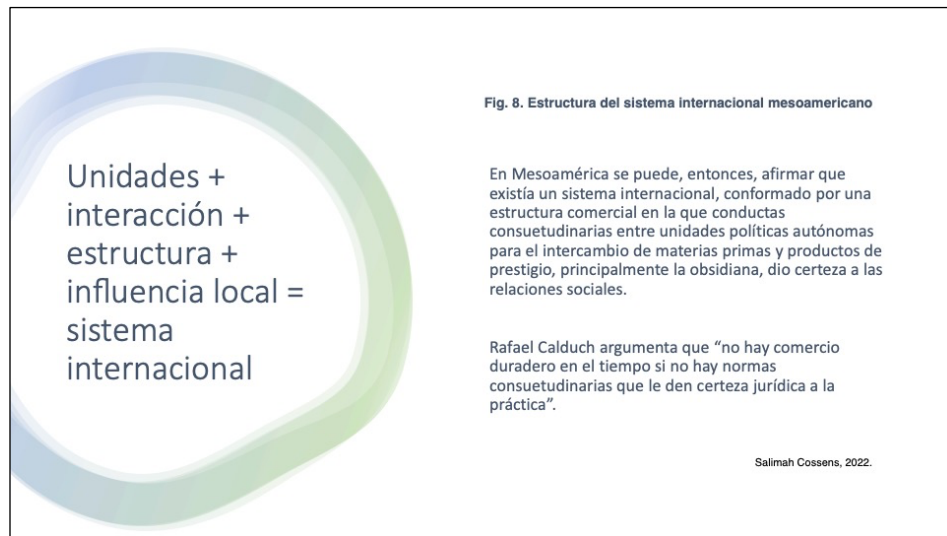 Unidades +
interacción +
estructura +
influencia local =
sistema
internacional
Fig. 8. Estructura del sistema internacional mesoamericano
En Mesoamérica se puede, entonces, afirmar que
existía un sistema internacional, conformado por una
estructura comercial en la que conductas
consuetudinarias entre unidades políticas autónomas
para el intercambio de materias primas y productos de
prestigio, principalmente la obsidiana, dio certeza a las
relaciones sociales.
Rafael Calduch argumenta que “no hay comercio
duradero en el tiempo si no hay normas
consuetudinarias que le den certeza jurídica a la
práctica”.
Salimah Cossens, 2022.